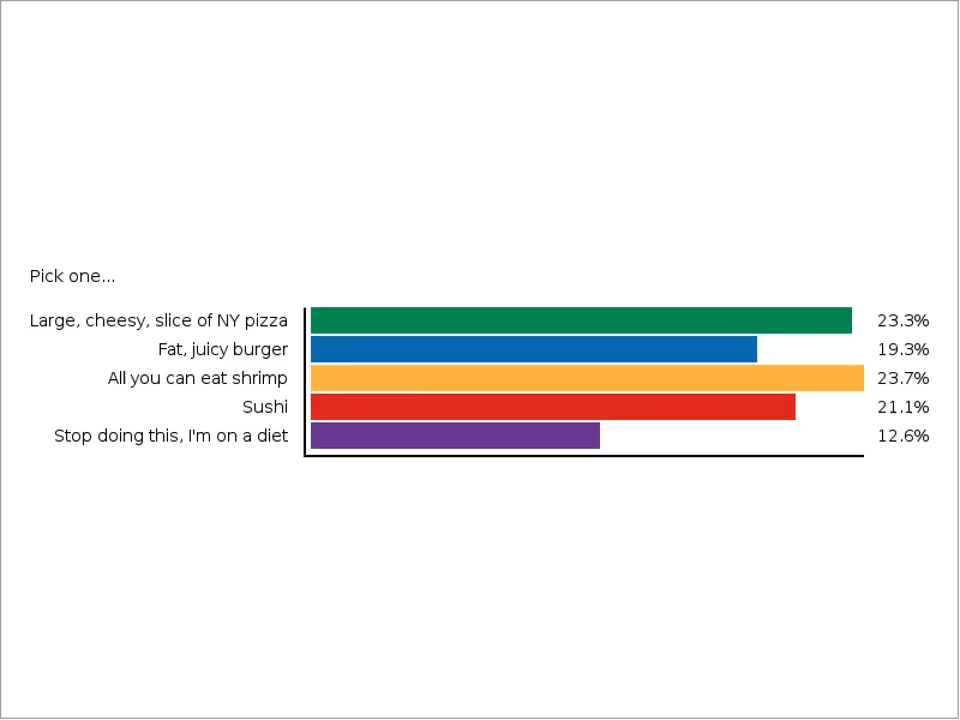 Pick one...
Large, cheesy, slice of NY pizza 23.3%
Fat, juicy burger 19.3%
All you can eat shrimp 23.7%
Sushi 21.1%
Stop doing this, I'm on a diet 12.6%